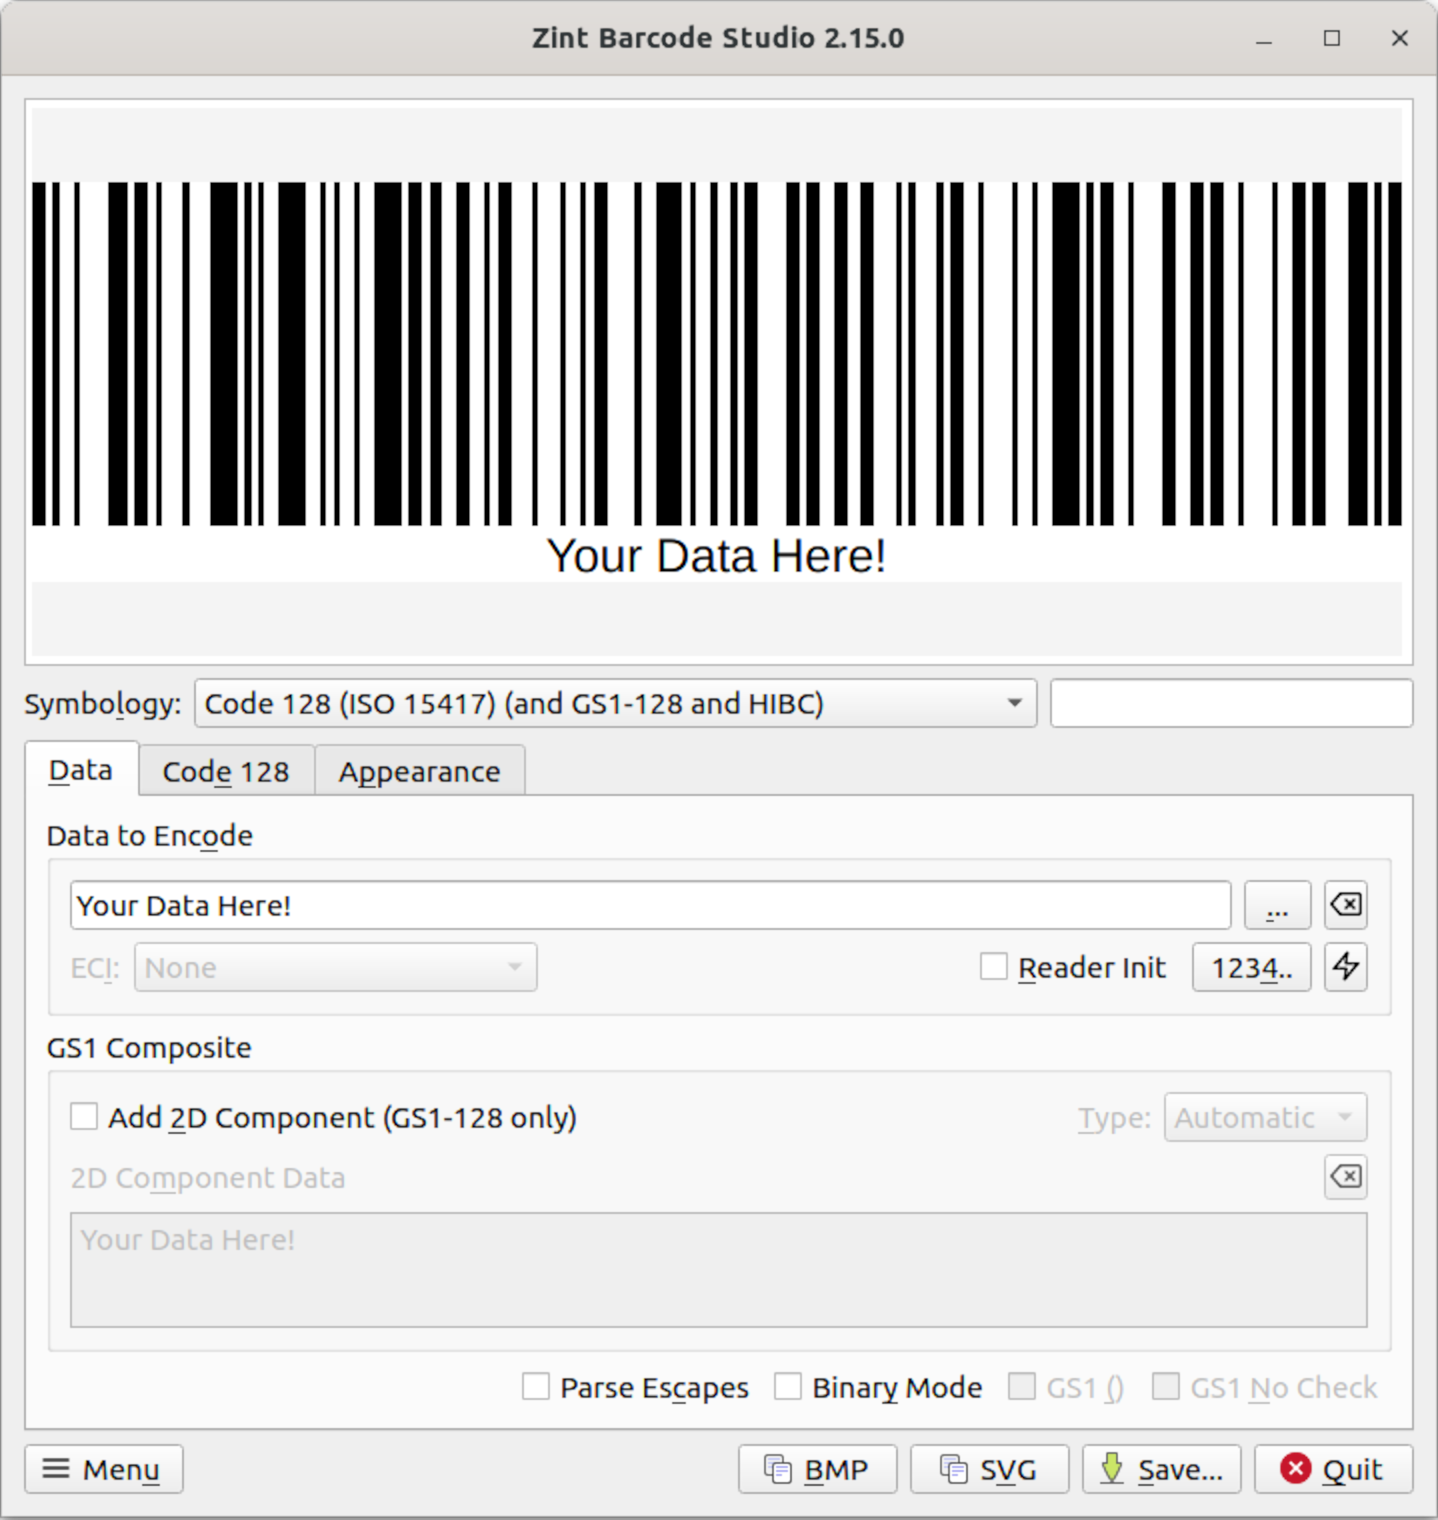 Zint Barcode Studio 2.15.0
Your Data Here!
Symbology: Code 128 (ISO 15417) (and GS1-128 and HIBC)
Data Code 128 Appearance
Data to Encode
Your Data Here! ...
ECI: None Reader Init 1234..
GS1 Composite
Add 2D Component (GS1-128 only) Type: Automatic
2D Component Data
Your Data Here!
Parse Escapes Binary Mode GS1 () GS1 No Check
Menu BMP SVG Save... Quit